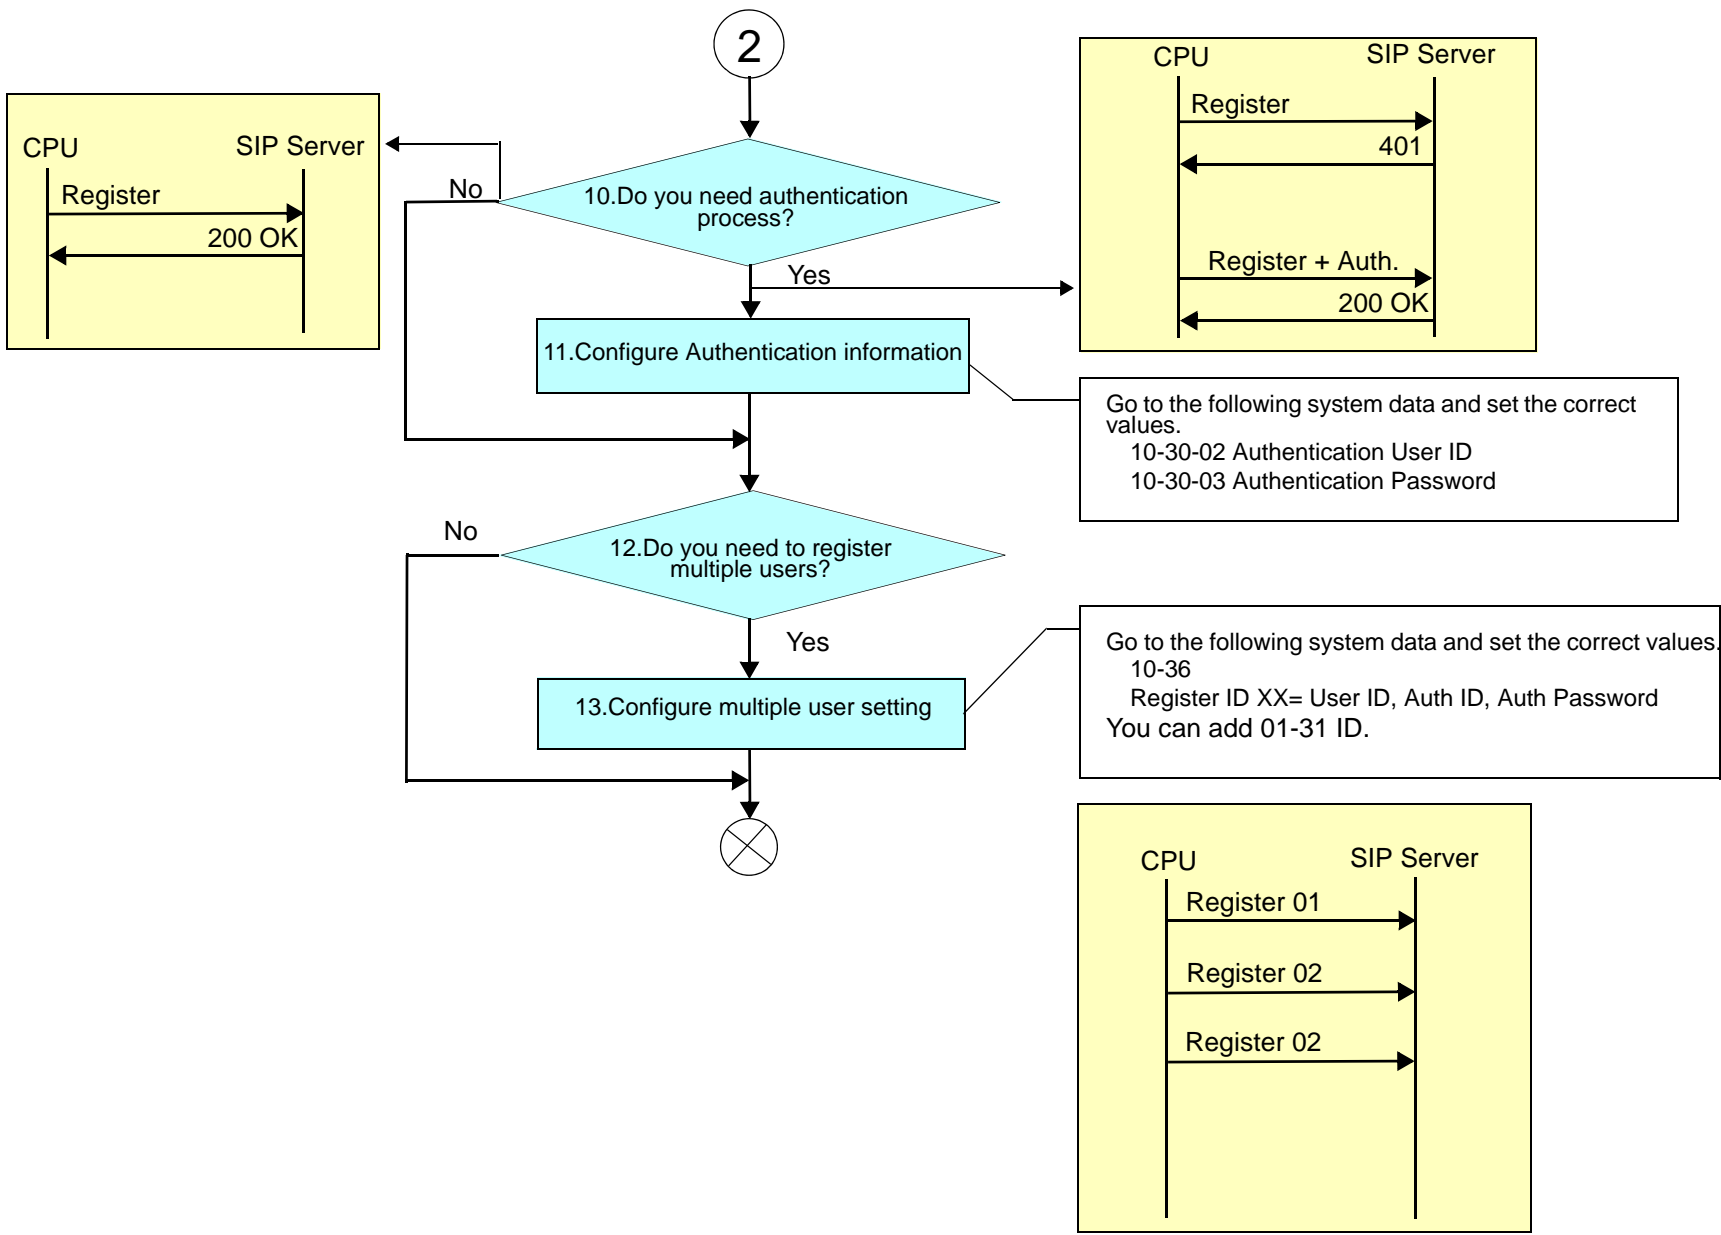 2
CPU
SIP Server
Register
200 OK
No
10.Do you need authentication
process?
Yes
CPU
SIP Server
Register
401
Register + Auth.
200 OK
11.Configure Authentication information
Go to the following system data and set the correct
values.
10-30-02 Authentication User ID
10-30-03 Authentication Password
No
12.Do you need to register
multiple users?
Yes
13.Configure multiple user setting
Go to the following system data and set the correct values.
10-36
Register ID XX= User ID, Auth ID, Auth Password
You can add 01-31 ID.
CPU
SIP Server
Register 01
Register 02
Register 02